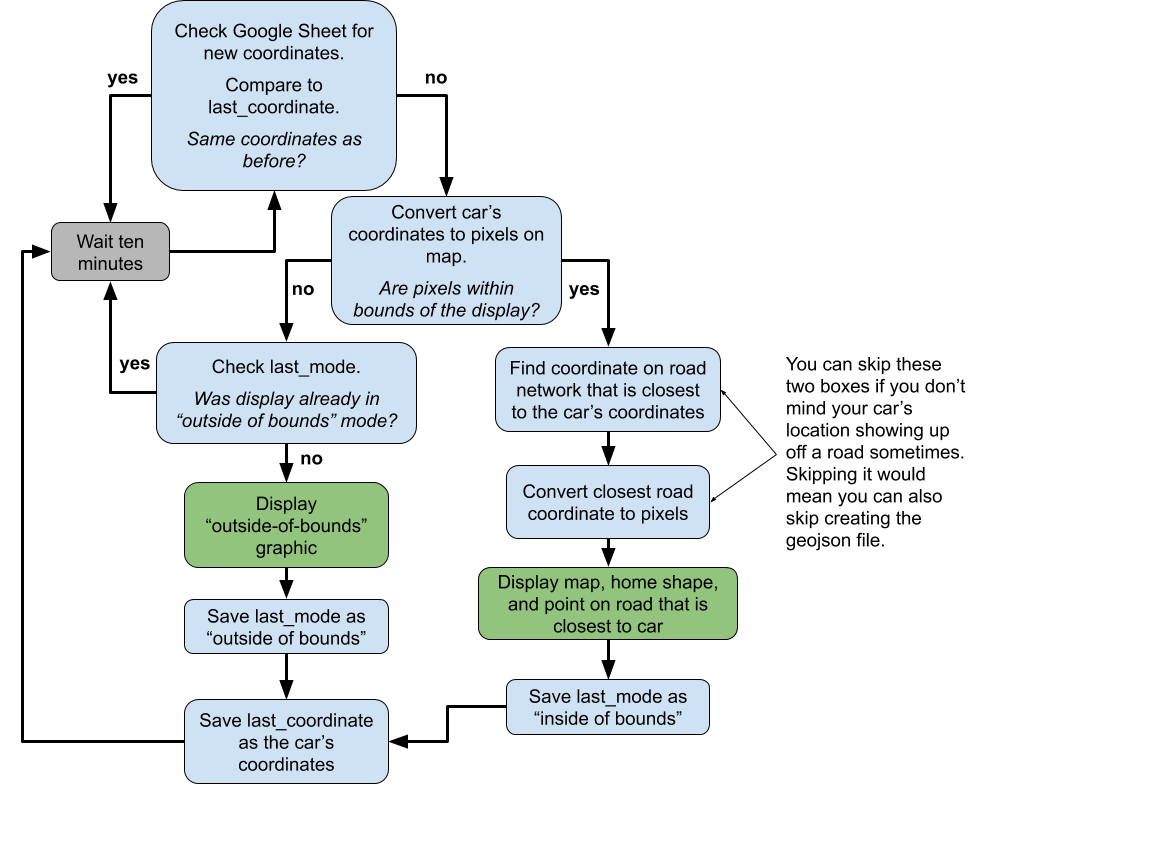 Check Google Sheet for
new coordinates.
Compare to
last_coordinate.
Same coordinates as
before?
yes
no
Wait ten
minutes
Convert car's
coordinates to pixels on
map.
Are pixels within
bounds of the display?
no
yes
yes
Check last_mode.
Was display already in
“outside of bounds” mode?
no
Find coordinate on road
network that is closest
to the car's coordinates
You can skip these
two boxes if you don't
mind your car's
location showing up
off a road sometimes.
Skipping it would
mean you can also
skip creating the
geojson file.
Convert closest road
coordinate to pixels
Display
“outside-of-bounds”
graphic
Display map, home shape,
and point on road that is
closest to car
Save last_mode as
“outside of bounds”
Save last_mode as
“inside of bounds”
Save last_coordinate
as the car's
coordinates